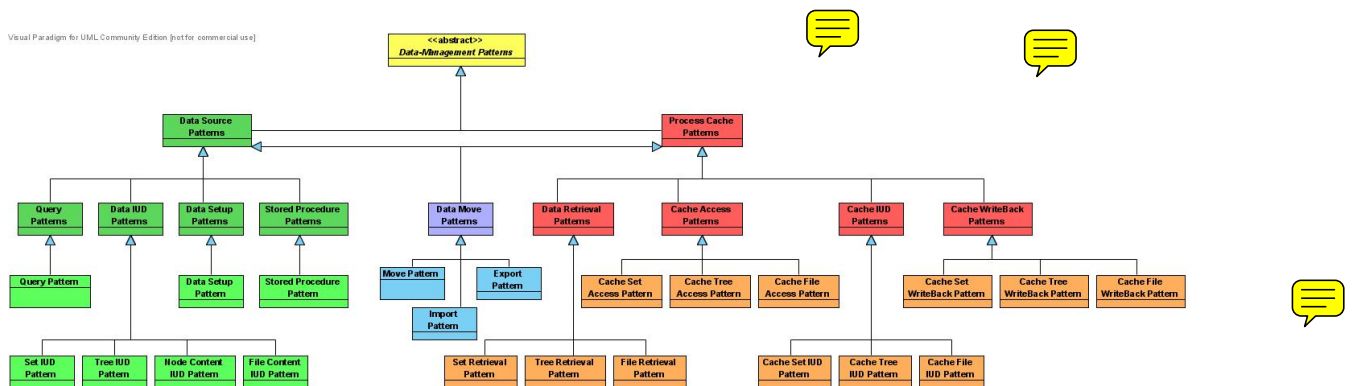 Visual Paradigm for UML Community Edition [not for commercial use]
<<abstract>>
Data-Management Patterns
Data Source
Patterns
Process Cache
Patterns
Query
Patterns
Data IUD
Patterns
Data Setup
Patterns
Stored Procedure
Patterns
Data Move
Patterns
Data Retrieval
Patterns
Cache Access
Patterns
Cache IUD
Patterns
Cache WriteBack
Patterns
Query Pattern
Data Setup
Pattern
Stored Procedure
Pattern
Move Pattern
Export
Pattern
Cache Set
Access Pattern
Cache Tree
Access Pattern
Cache File
Access Pattern
Cache Set
WriteBack Pattern
Cache Tree
WriteBack Pattern
Cache File
WriteBack Pattern
Import
Pattern
Set IUD
Pattern
Tree IUD
Pattern
Node Content
IUD Pattern
File Content
IUD Pattern
Set Retrieval
Pattern
Tree Retrieval
Pattern
File Retrieval
Pattern
Cache Set IUD
Pattern
Cache Tree
IUD Pattern
Cache File
IUD Pattern